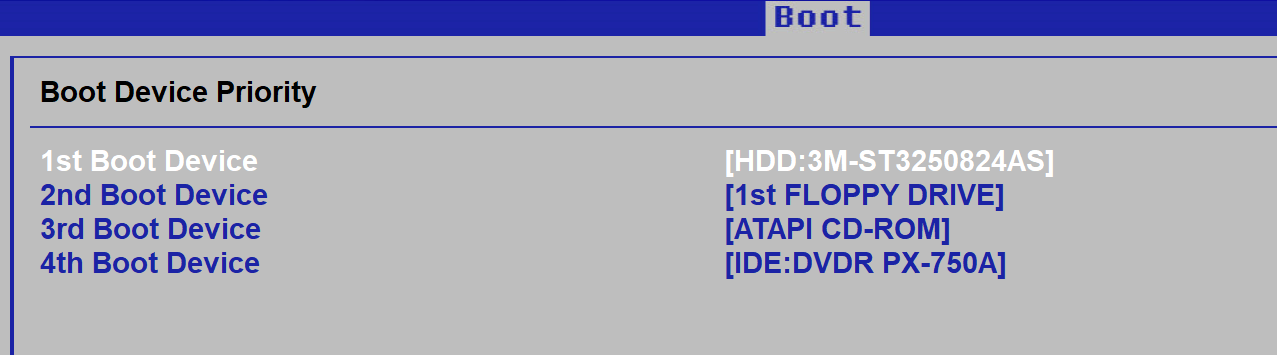 Boot
Boot Device Priority
1st Boot Device [HDD:3M-ST3250824AS]
2nd Boot Device [1st FLOPPY DRIVE]
3rd Boot Device [ATAPI CD-ROM]
4th Boot Device [IDE:DVDR PX-750A]